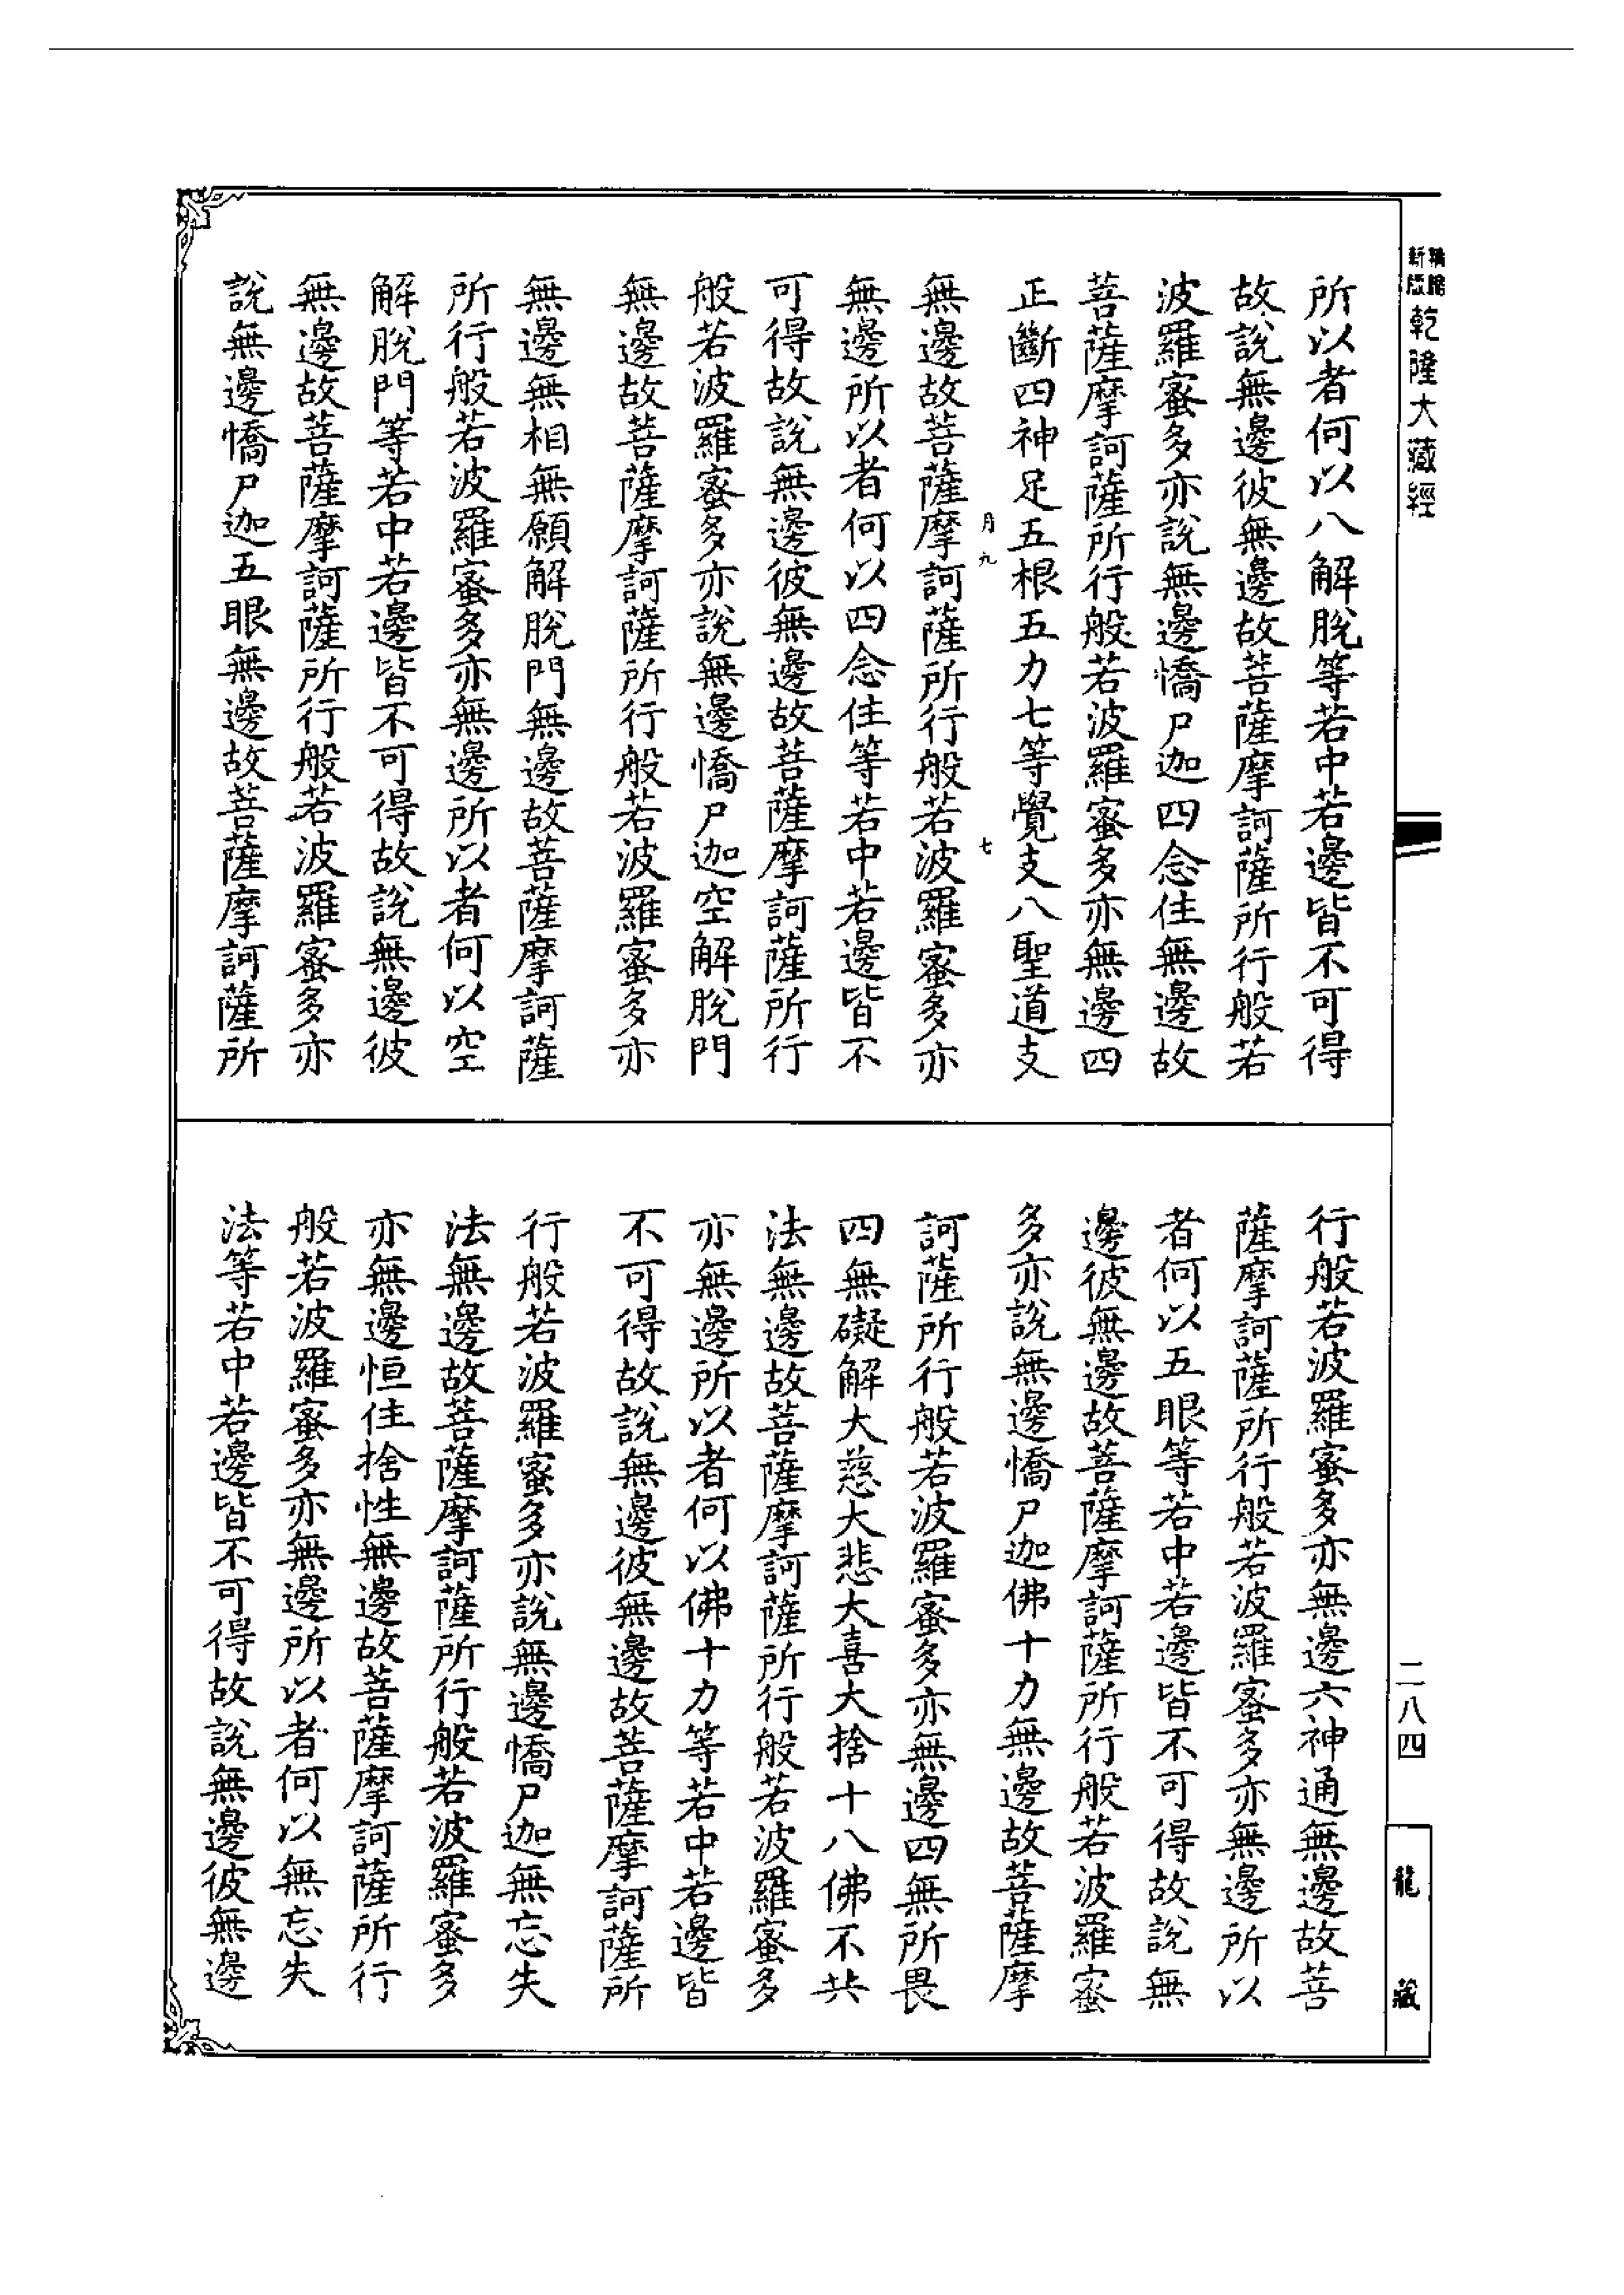 乾隆大藏經
所以者何以八解脫等若中若邊皆不可得
故說無邊彼無邊故菩薩摩訶薩所行般若
波羅蜜多亦說無邊憍尸迦四念住無邊故
菩薩摩訶薩所行般若波羅蜜多亦無邊四
正斷四神足五根五力七等覺支八聖道支
月九 七
無邊故菩薩摩訶薩所行般若波羅蜜多亦
無邊所以者何以四念住等若中若邊皆不
可得故說無邊彼無邊故菩薩摩訶薩所行
般若波羅蜜多亦說無邊憍尸迦空解脫門
無邊故菩薩摩訶薩所行般若波羅蜜多亦
無邊無相無願解脫門無邊故菩薩摩訶薩
所行般若波羅蜜多亦無邊所以者何以空
解脫門等若中若邊皆不可得故說無邊彼
無邊故菩薩摩訶薩所行般若波羅蜜多亦
說無邊憍尸迦五眼無邊故菩薩摩訶薩所
行般若波羅蜜多亦無邊六神通無邊故菩
薩摩訶薩所行般若波羅蜜多亦無邊所以
者何以五眼等若中若邊皆不可得故說無
邊彼無邊故菩薩摩訶薩所行般若波羅蜜
多亦說無邊憍尸迦佛十力無邊故菩薩摩
訶薩所行般若波羅蜜多亦無邊四無所畏
四無礙解大慈大悲大喜大捨十八佛不共
法無邊故菩薩摩訶薩所行般若波羅蜜多
亦無邊所以者何以佛十力等若中若邊皆
不可得故說無邊彼無邊故菩薩摩訶薩所
行般若波羅蜜多亦說無邊憍尸迦無忘失
法無邊故菩薩摩訶薩所行般若波羅蜜多
亦無邊恒住捨性無邊故菩薩摩訶薩所行
般若波羅蜜多亦無邊所以者何以無忘失
法等若中若邊皆不可得故說無邊彼無邊
二八四
龍藏